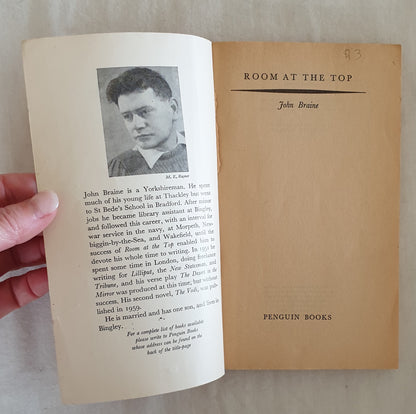 M. E. Raper
John Braine is a Yorkshireman. He spent
much of his young life at Thackley but went
to St Bede's School in Bradford. After minor
jobs he became library assistant at Bingley,
and followed this career, with an interval for
war service in the navy, at Morpeth, New-
biggin-by-the-Sea, and Wakefield, until the
success of Room at the Top enabled him to
devote his whole time to writing. In 1951 he
spent some time in London, doing freelance
writing for Lilliput, the New Statesman, and
Tribune, and his verse play The Desert in the
Mirror was produced at this time, but without
success. His second novel, The Vodi, was pub-
lished in 1959.
He is married and has one son, and lives in
Bingley.
For a complete list of books available
please write to Penguin Books
whose address can be found on the
back of the title-page
ROOM AT THE TOP
John Braine
PENGUIN BOOKS